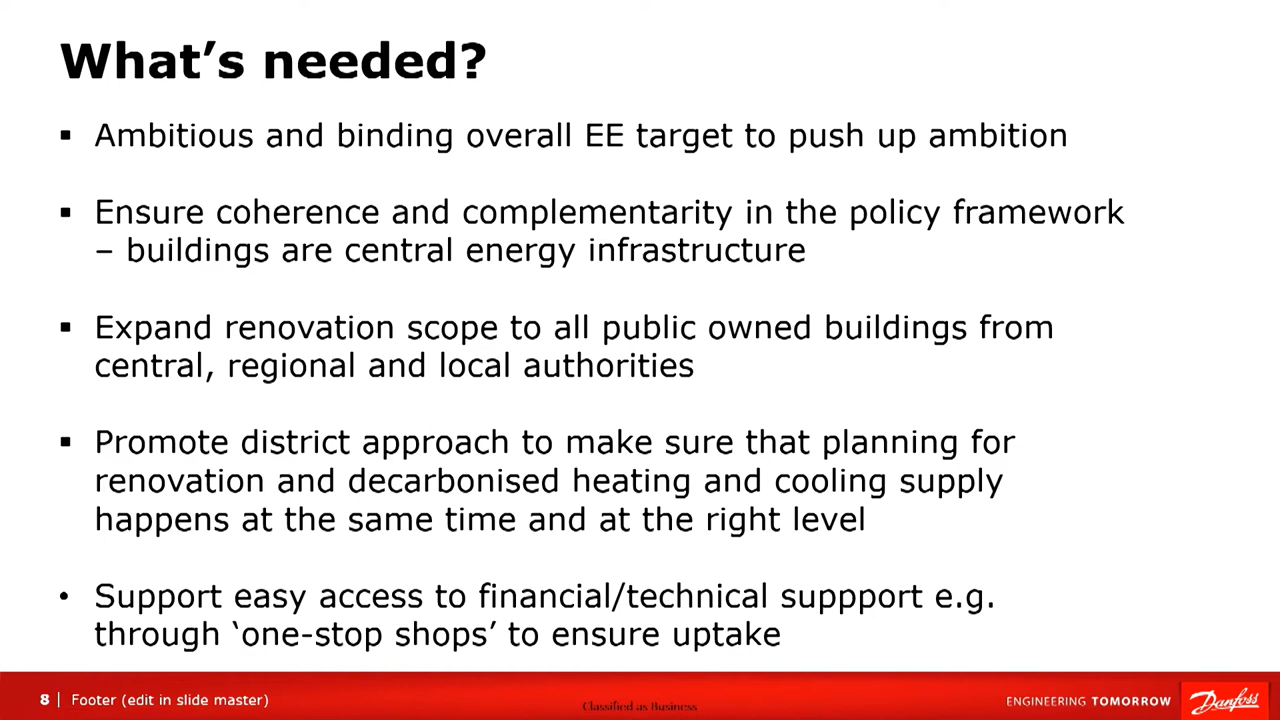 What’s needed?
▪ Ambitious and binding overall EE target to push up ambition
▪ Ensure coherence and complementarity in the policy framework
– buildings are central energy infrastructure
▪ Expand renovation scope to all public owned buildings from
central, regional and local authorities
▪ Promote district approach to make sure that planning for
renovation and decarbonised heating and cooling supply
happens at the same time and at the right level
• Support easy access to financial/technical suppport e.g.
through ‘one-stop shops’ to ensure uptake
8 | Footer (edit in slide master)
Classified as Business
ENGINEERING TOMORROW
Danfoss